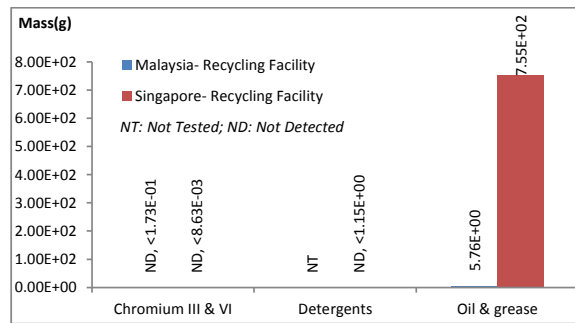 Mass(g)
8.00E+02
7.00E+02
6.00E+02
5.00E+02
4.00E+02
3.00E+02
2.00E+02
1.00E+02
0.00E+00
Malaysia- Recycling Facility
Singapore- Recycling Facility
NT: Not Tested; ND: Not Detected
ND, <1.73E-01
ND, <8.63E-03
NT
ND, <1.15E+00
5.76E+00
7.55E+02
Chromium III & VI
Detergents
Oil & grease